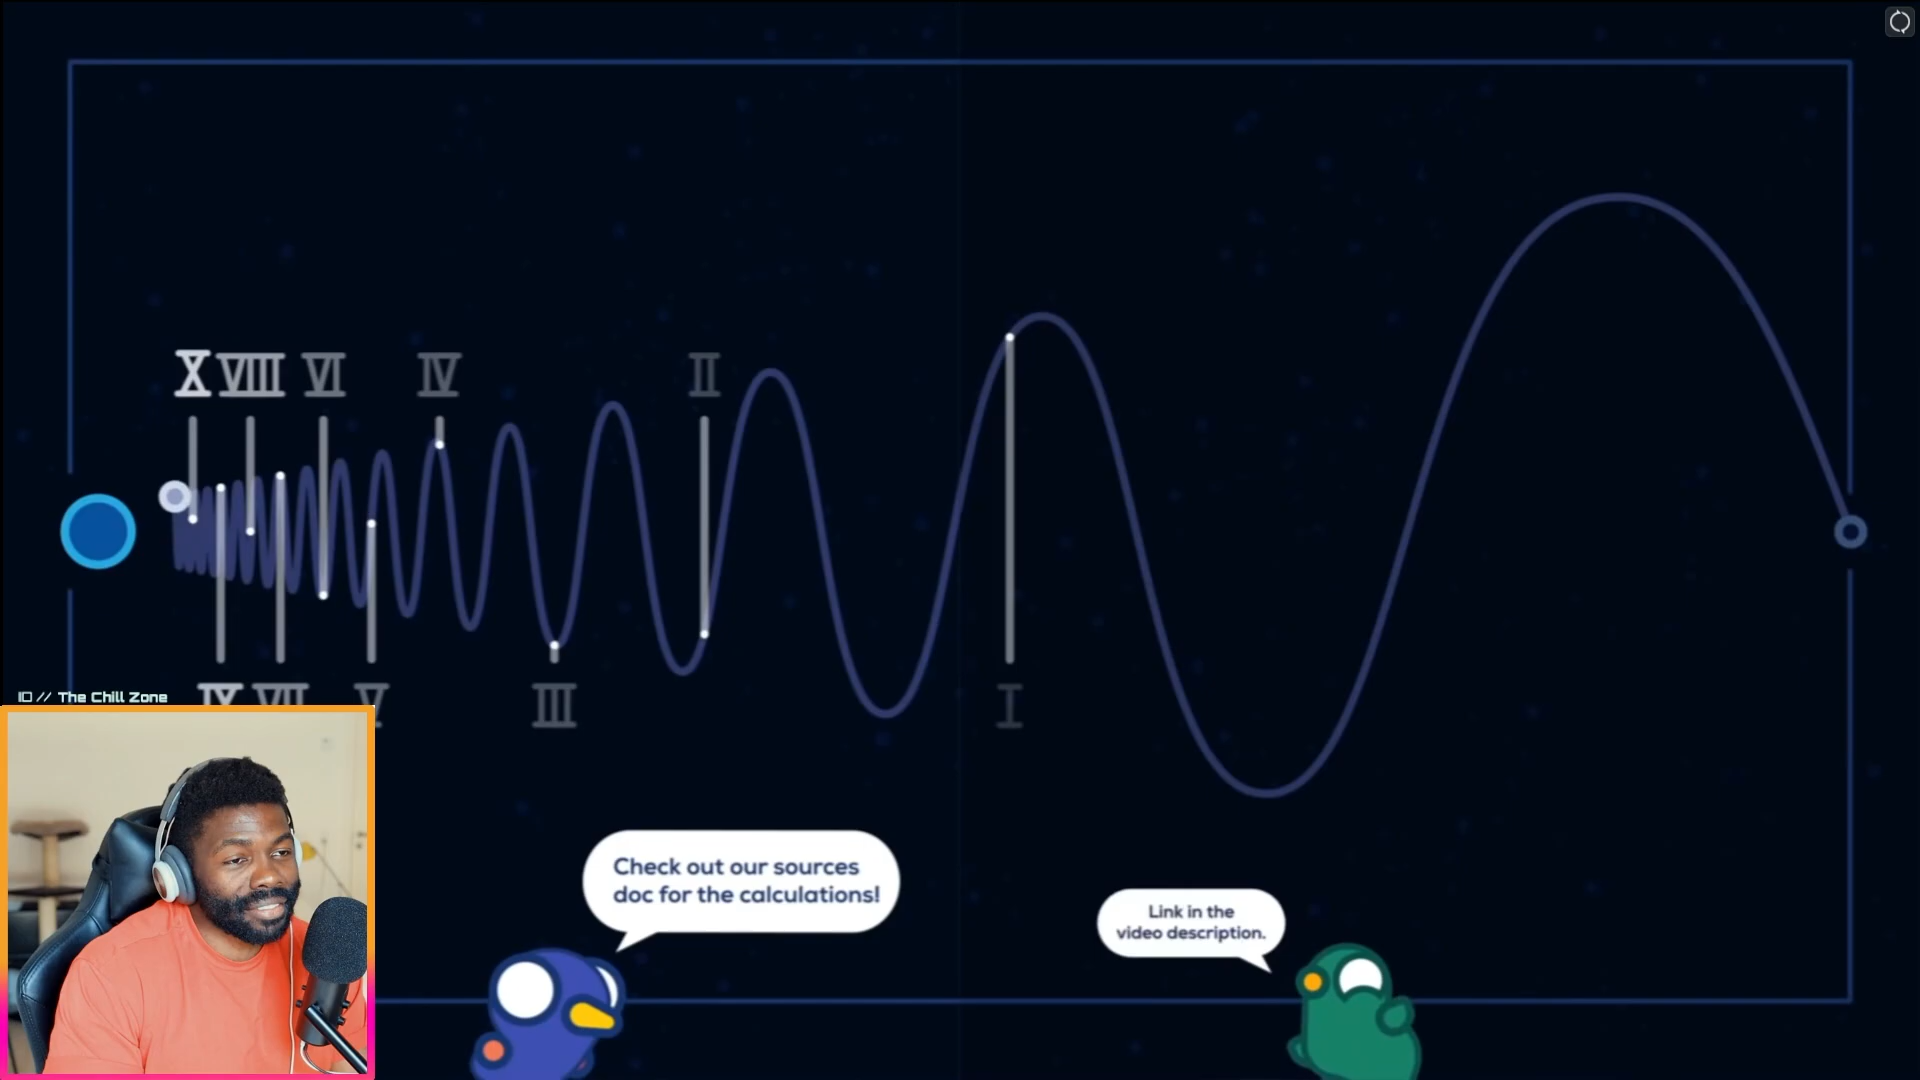 X VIII VI IV II
IX VII V III I
ID // The Chill Zone
Check out our sources
doc for the calculations!
Link in the
video description.